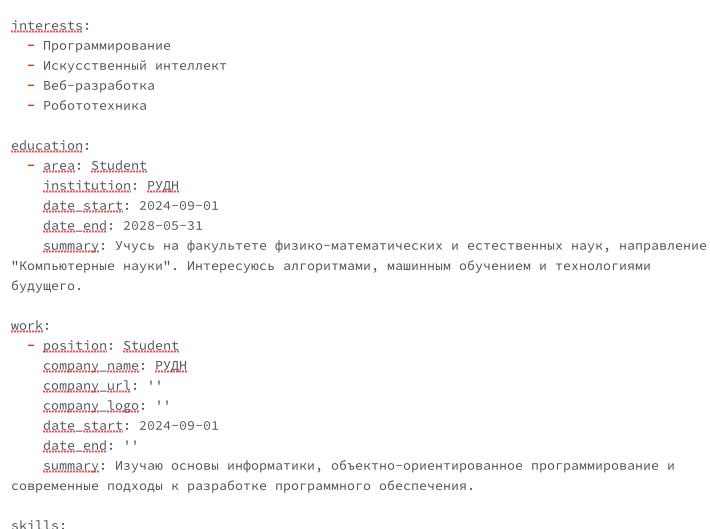 interests:
- Программирование
- Искусственный интеллект
- Веб-разработка
- Робототехника
education:
- area: Student
institution: РУДН
date_start: 2024-09-01
date_end: 2028-05-31
summary: Учусь на факультете физико-математических и естественных наук, направление
"Компьютерные науки". Интересуюсь алгоритмами, машинным обучением и технологиями
будущего.
work:
- position: Student
company_name: РУДН
company_url: ''
company_logo: ''
date_start: 2024-09-01
date_end: ''
summary: Изучаю основы информатики, объектно-ориентированное программирование и
современные подходы к разработке программного обеспечения.
skills: